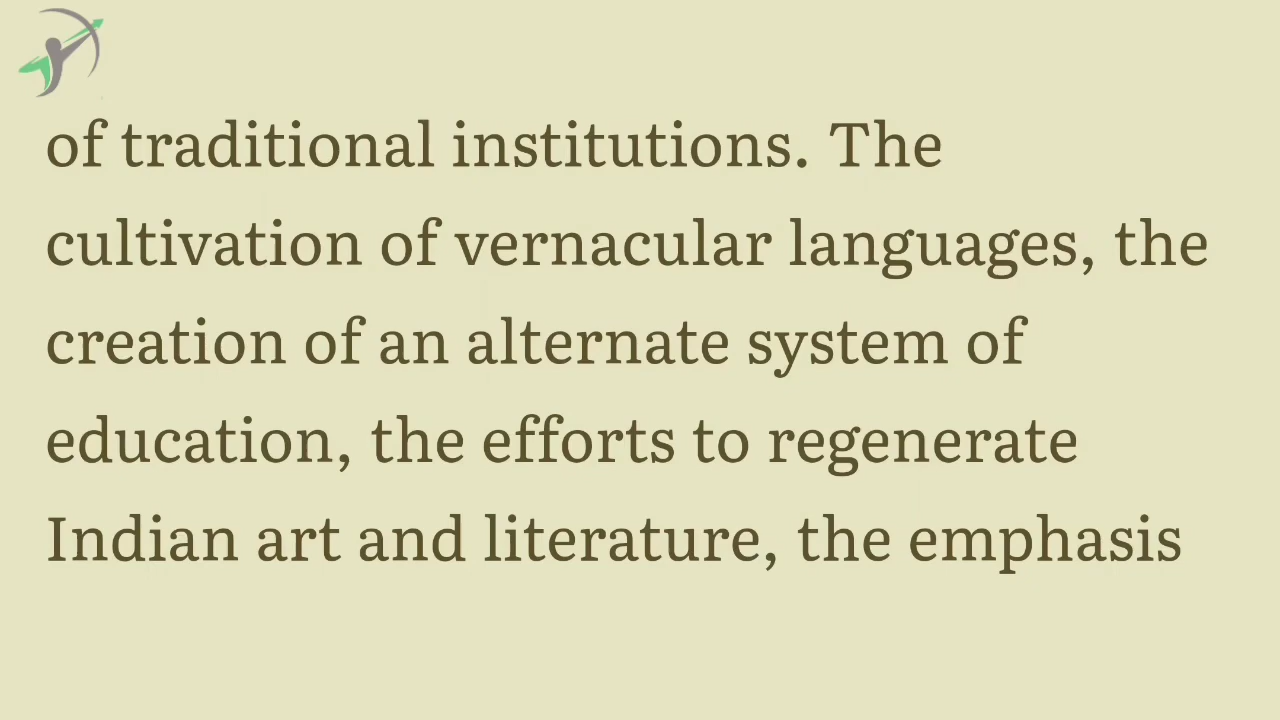 of traditional institutions. The
cultivation of vernacular languages, the
creation of an alternate system of
education, the efforts to regenerate
Indian art and literature, the emphasis